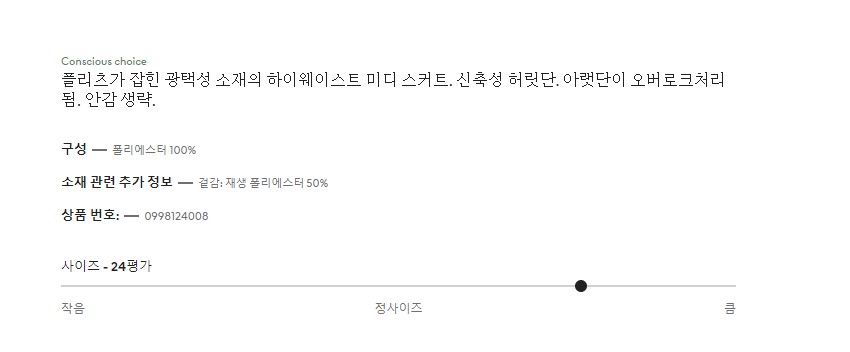 Conscious choice
플리츠가 잡힌 광택성 소재의 하이웨이스트 미디 스커트. 신축성 허릿단. 아랫단이 오버로크처리
됨. 안감 생략.
구성 — 폴리에스터 100%
소재 관련 추가 정보 — 겉감: 재생 폴리에스터 50%
상품 번호: — 0998124008
사이즈 - 24평가
작음 정사이즈 큼